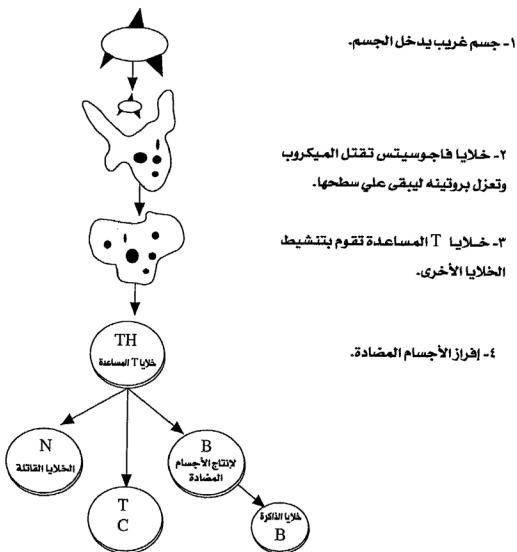 ١- جسم غريب يدخل الجسم.
٢- خلايا فاجوسيتس تقتل الميكروب
وتعزل بروتينه ليبقى علي سطحها.
٣- خلايا T المساعدة تقوم بتنشيط
الخلايا الأخرى.
٤- إفراز الأجسام المضادة.
TH
خلايا T المساعدة
N
الخلايا القاتلة
B
لإنتاج الأجسام
المضادة
T
C
خلايا الذاكرة
B